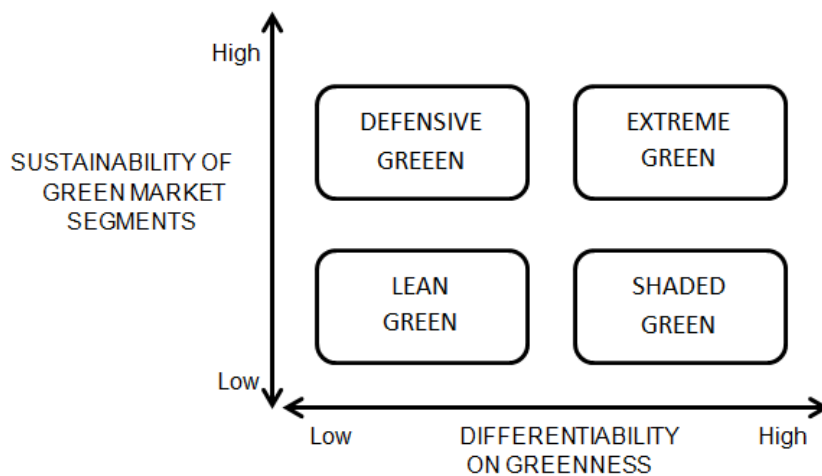 High
DEFENSIVE
GREEEN
EXTREME
GREEN
SUSTAINABILITY OF
GREEN MARKET
SEGMENTS
LEAN
GREEN
SHADED
GREEN
Low
Low
DIFFERENTIABILITY
ON GREENNESS
High